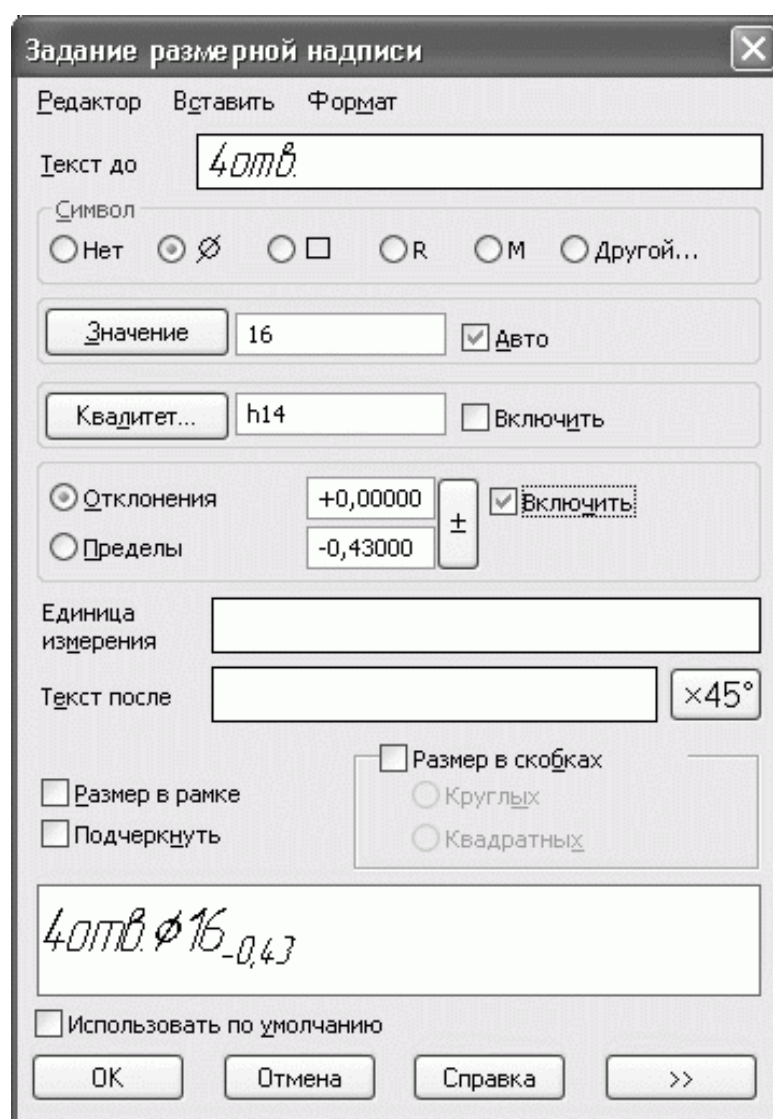 Задание размерной надписи
Редактор Вставить Формат
Текст до 4отв.
Символ
Нет Ø □ R М Другой...
Значение 16 Авто
Квалитет... h14 Включить
Отклонения +0,00000 ± Включить
Пределы -0,43000
Единица
измерения
Текст после ×45°
Размер в скобках
Размер в рамке Круглых
Подчеркнуть Квадратных
4отв.Ø16-0,43
Использовать по умолчанию
OK Отмена Справка >>